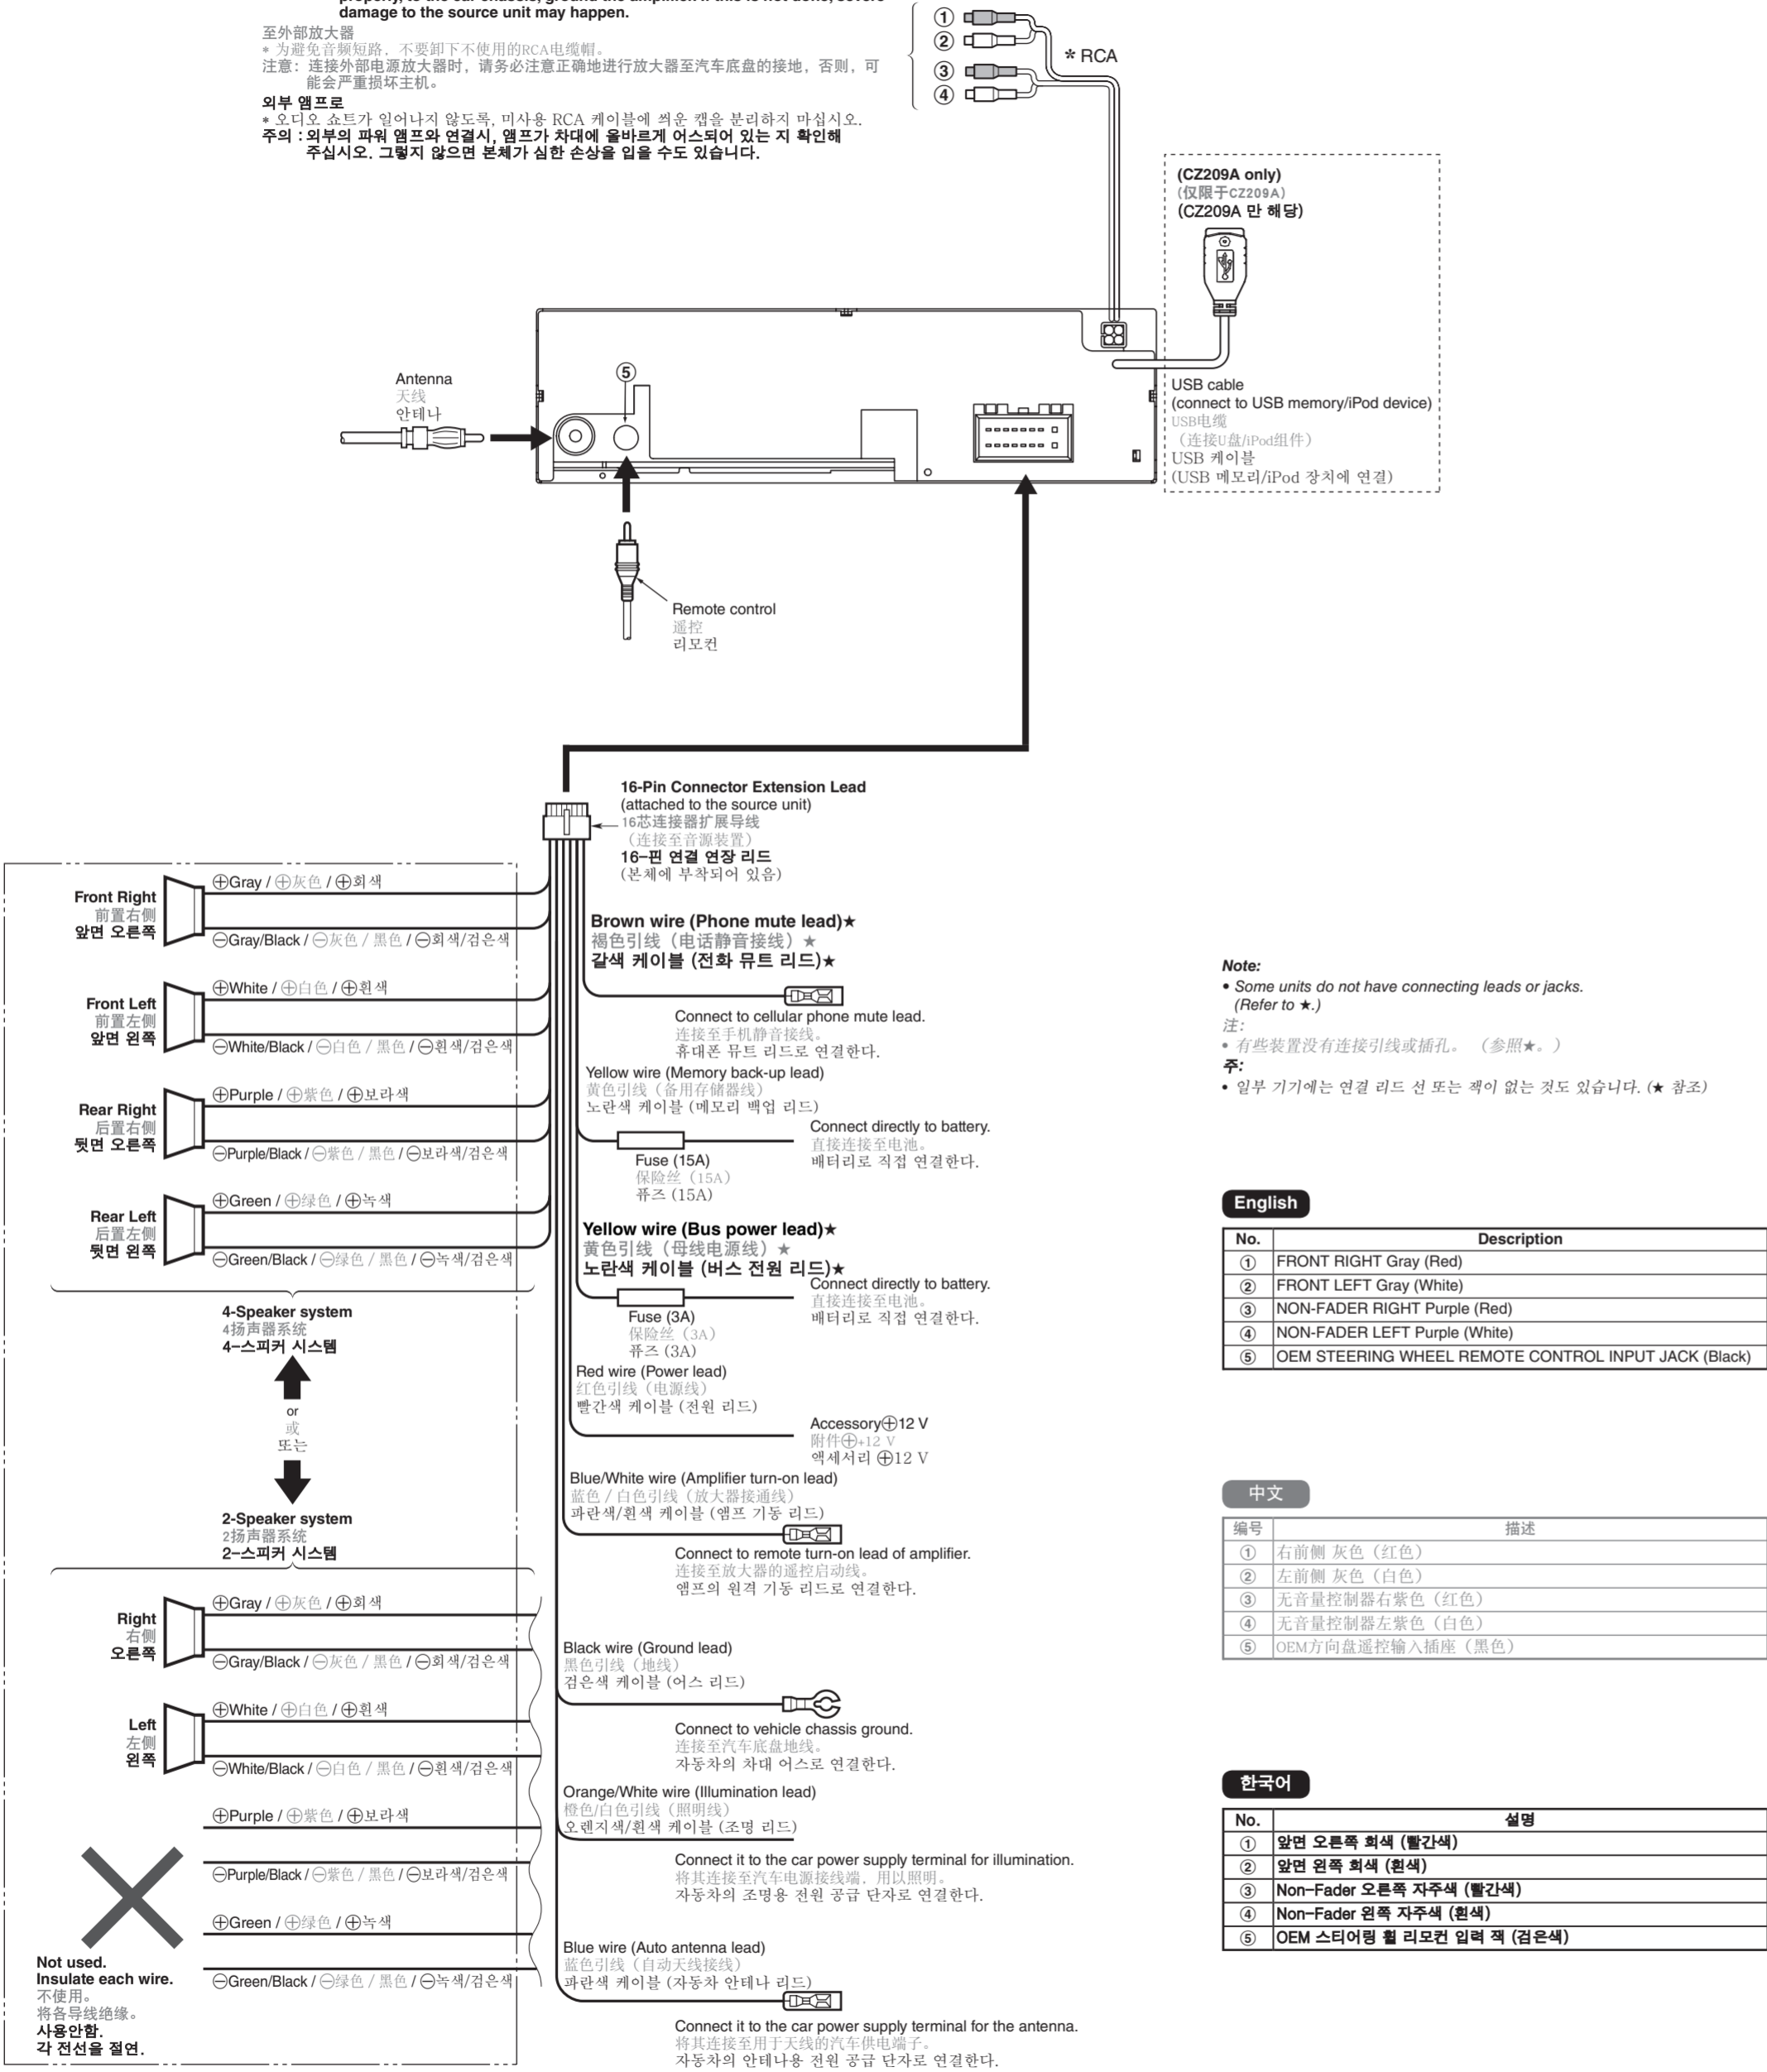 properly, to the car chassis, ground the amplifier. If this is not done, severe
damage to the source unit may happen.
至外部放大器
* 为避免音频短路，不要卸下不使用的RCA电缆帽。
注意：连接外部电源放大器时，请务必注意正确地进行放大器至汽车底盘的接地，否则，可
能会严重损坏主机。
외부 앰프로
* 오디오 쇼트가 일어나지 않도록, 미사용 RCA 케이블에 씌운 캡을 분리하지 마십시오.
주의 : 외부의 파워 앰프와 연결시, 앰프가 차대에 올바르게 어스되어 있는 지 확인해
주십시오. 그렇지 않으면 본체가 심한 손상을 입을 수도 있습니다.
①
②
③
④
* RCA
(CZ209A only)
(仅限于CZ209A)
(CZ209A 만 해당)
USB cable
(connect to USB memory/iPod device)
USB电缆
（连接U盘/iPod组件）
USB 케이블
(USB 메모리/iPod 장치에 연결)
Antenna
天线
안테나
⑤
Remote control
遥控
리모컨
16-Pin Connector Extension Lead
(attached to the source unit)
16芯连接器扩展导线
（连接至音源装置）
16-핀 연결 연장 리드
(본체에 부착되어 있음)
Front Right
前置右侧
앞면 오른쪽
⊕Gray / ⊕灰色 / ⊕회색
⊖Gray/Black / ⊖灰色 / 黑色 / ⊖회색/검은색
Front Left
前置左侧
앞면 왼쪽
⊕White / ⊕白色 / ⊕흰색
⊖White/Black / ⊖白色 / 黑色 / ⊖흰색/검은색
Rear Right
后置右侧
뒷면 오른쪽
⊕Purple / ⊕紫色 / ⊕보라색
⊖Purple/Black / ⊖紫色 / 黑色 / ⊖보라색/검은색
Rear Left
后置左侧
뒷면 왼쪽
⊕Green / ⊕绿色 / ⊕녹색
⊖Green/Black / ⊖绿色 / 黑色 / ⊖녹색/검은색
4-Speaker system
4扬声器系统
4-스피커 시스템
or
或
또는
2-Speaker system
2扬声器系统
2-스피커 시스템
Right
右侧
오른쪽
⊕Gray / ⊕灰色 / ⊕회색
⊖Gray/Black / ⊖灰色 / 黑色 / ⊖회색/검은색
Left
左侧
왼쪽
⊕White / ⊕白色 / ⊕흰색
⊖White/Black / ⊖白色 / 黑色 / ⊖흰색/검은색
⊕Purple / ⊕紫色 / ⊕보라색
⊖Purple/Black / ⊖紫色 / 黑色 / ⊖보라색/검은색
⊕Green / ⊕绿色 / ⊕녹색
⊖Green/Black / ⊖绿色 / 黑色 / ⊖녹색/검은색
Not used.
Insulate each wire.
不使用。
将各导线绝缘。
사용안함.
각 전선을 절연.
Brown wire (Phone mute lead)★
褐色引线（电话静音接线）★
갈색 케이블 (전화 뮤트 리드)★
Connect to cellular phone mute lead.
连接至手机静音接线。
휴대폰 뮤트 리드로 연결한다.
Yellow wire (Memory back-up lead)
黄色引线（备用存储器线）
노란색 케이블 (메모리 백업 리드)
Connect directly to battery.
直接连接至电池。
배터리로 직접 연결한다.
Fuse (15A)
保险丝（15A）
퓨즈 (15A)
Yellow wire (Bus power lead)★
黄色引线（母线电源线）★
노란색 케이블 (버스 전원 리드)★
Connect directly to battery.
直接连接至电池。
배터리로 직접 연결한다.
Fuse (3A)
保险丝（3A）
퓨즈 (3A)
Red wire (Power lead)
红色引线（电源线）
빨간색 케이블 (전원 리드)
Accessory⊕12 V
附件⊕+12 V
액세서리 ⊕12 V
Blue/White wire (Amplifier turn-on lead)
蓝色 / 白色引线（放大器接通线）
파란색/흰색 케이블 (앰프 기동 리드)
Connect to remote turn-on lead of amplifier.
连接至放大器的遥控启动线。
앰프의 원격 기동 리드로 연결한다.
Black wire (Ground lead)
黑色引线（地线）
검은색 케이블 (어스 리드)
Connect to vehicle chassis ground.
连接至汽车底盘地线。
자동차의 차대 어스로 연결한다.
Orange/White wire (Illumination lead)
橙色/白色引线（照明线）
오렌지색/흰색 케이블 (조명 리드)
Connect it to the car power supply terminal for illumination.
将其连接至汽车电源接线端，用以照明。
자동차의 조명용 전원 공급 단자로 연결한다.
Blue wire (Auto antenna lead)
蓝色引线（自动天线接线）
파란색 케이블 (자동차 안테나 리드)
Connect it to the car power supply terminal for the antenna.
将其连接至用于天线的汽车供电端子。
자동차의 안테나용 전원 공급 단자로 연결한다.
Note:
• Some units do not have connecting leads or jacks.
(Refer to ★.)
注：
• 有些装置没有连接引线或插孔。 （参照★。）
주:
• 일부 기기에는 연결 리드 선 또는 잭이 없는 것도 있습니다. (★ 참조)
English
No. Description
① FRONT RIGHT Gray (Red)
② FRONT LEFT Gray (White)
③ NON-FADER RIGHT Purple (Red)
④ NON-FADER LEFT Purple (White)
⑤ OEM STEERING WHEEL REMOTE CONTROL INPUT JACK (Black)
中文
编号 描述
① 右前侧 灰色（红色）
② 左前侧 灰色（白色）
③ 无音量控制器右紫色（红色）
④ 无音量控制器左紫色（白色）
⑤ OEM方向盘遥控输入插座（黑色）
한국어
No. 설명
① 앞면 오른쪽 회색 (빨간색)
② 앞면 왼쪽 회색 (흰색)
③ Non-Fader 오른쪽 자주색 (빨간색)
④ Non-Fader 왼쪽 자주색 (흰색)
⑤ OEM 스티어링 휠 리모컨 입력 잭 (검은색)